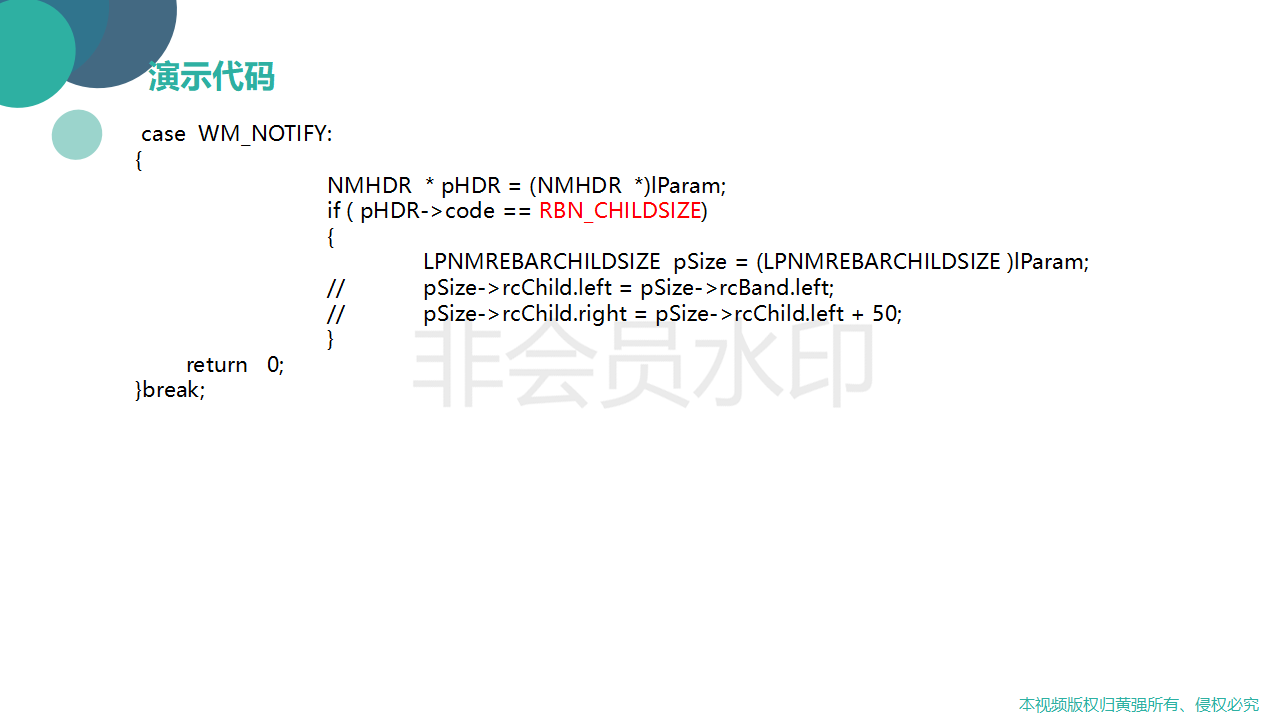 演示代码
case WM_NOTIFY:
{
NMHDR * pHDR = (NMHDR *)lParam;
if ( pHDR->code == RBN_CHILDSIZE)
{
LPNMREBARCHILDSIZE pSize = (LPNMREBARCHILDSIZE )lParam;
// pSize->rcChild.left = pSize->rcBand.left;
// pSize->rcChild.right = pSize->rcChild.left + 50;
}
非会员水印
return 0;
}break;
本视频版权归黄强所有、侵权必究